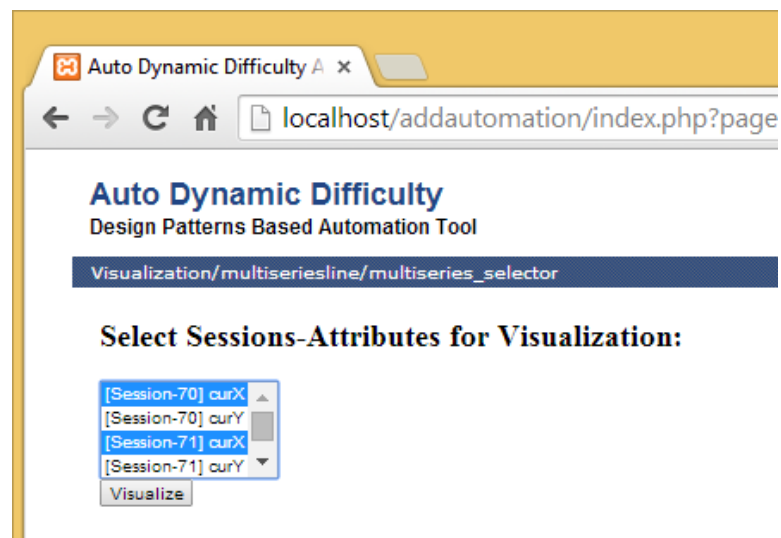 Auto Dynamic Difficulty A
localhost/addautomation/index.php?page
Auto Dynamic Difficulty
Design Patterns Based Automation Tool
Visualization/multiseriesline/multiseries_selector
Select Sessions-Attributes for Visualization:
[Session-70] curX
[Session-70] curY
[Session-71] curX
[Session-71] curY
Visualize